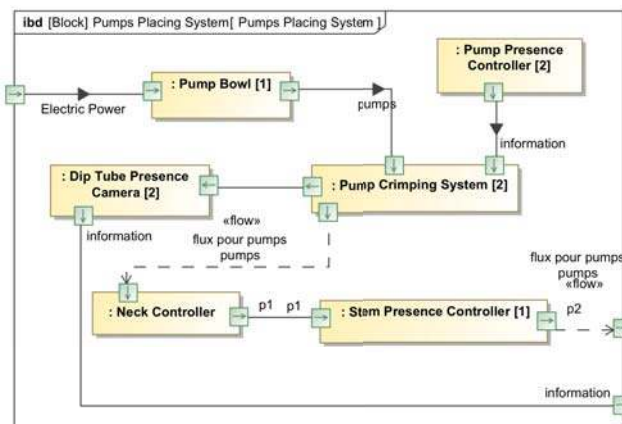 ibd [Block] Pumps Placing System[ Pumps Placing System ]
: Pump Presence
Controller [2]
: Pump Bowl [1]
Electric Power
pumps
information
: Dip Tube Presence
Camera [2]
: Pump Crimping System [2]
information
«flow»
flux pour pumps
pumps
flux pour pumps
pumps
«flow»
: Neck Controller
p1
p1
: Stem Presence Controller [1]
p2
information